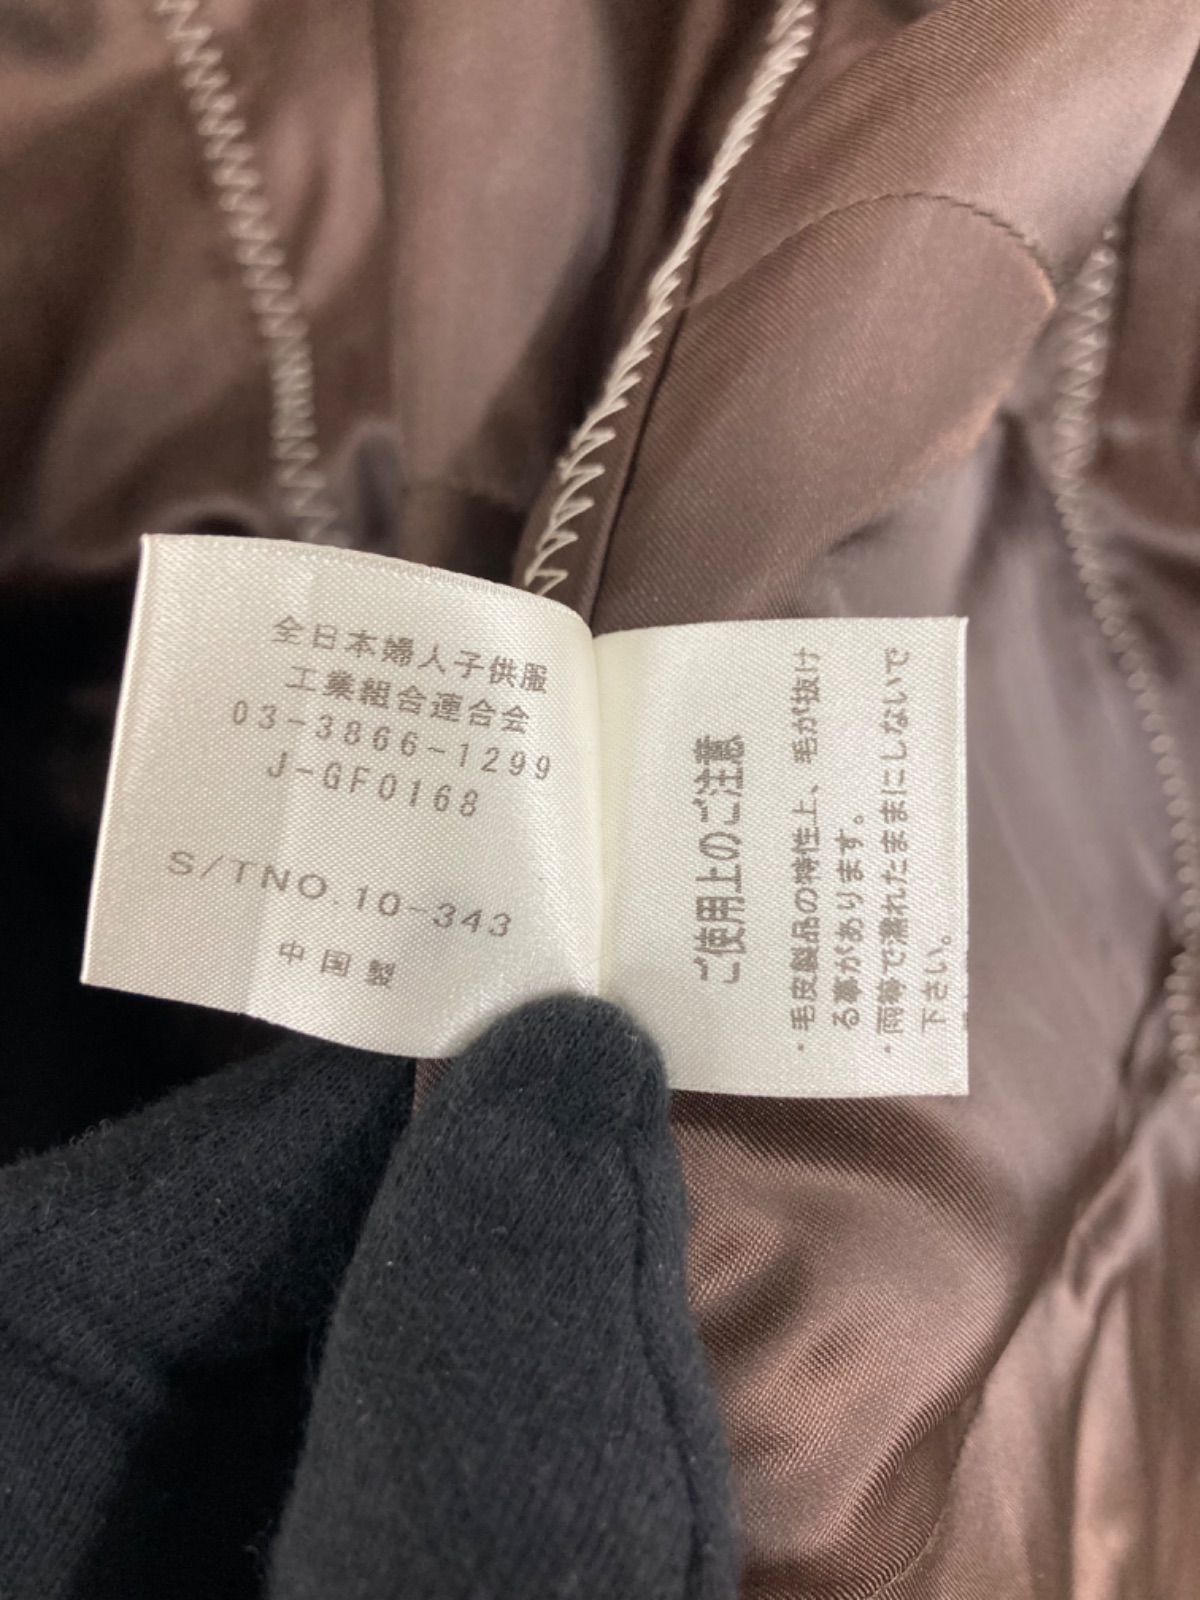 全日本婦人子供服
工業組合連合会
03-3866-1299
J-GF0168
S/TNO.10-343
中国製
ご使用上のご注意
・毛皮製品の特性上、毛が抜け
る事があります。
・雨等で濡れたままにしないで
下さい。